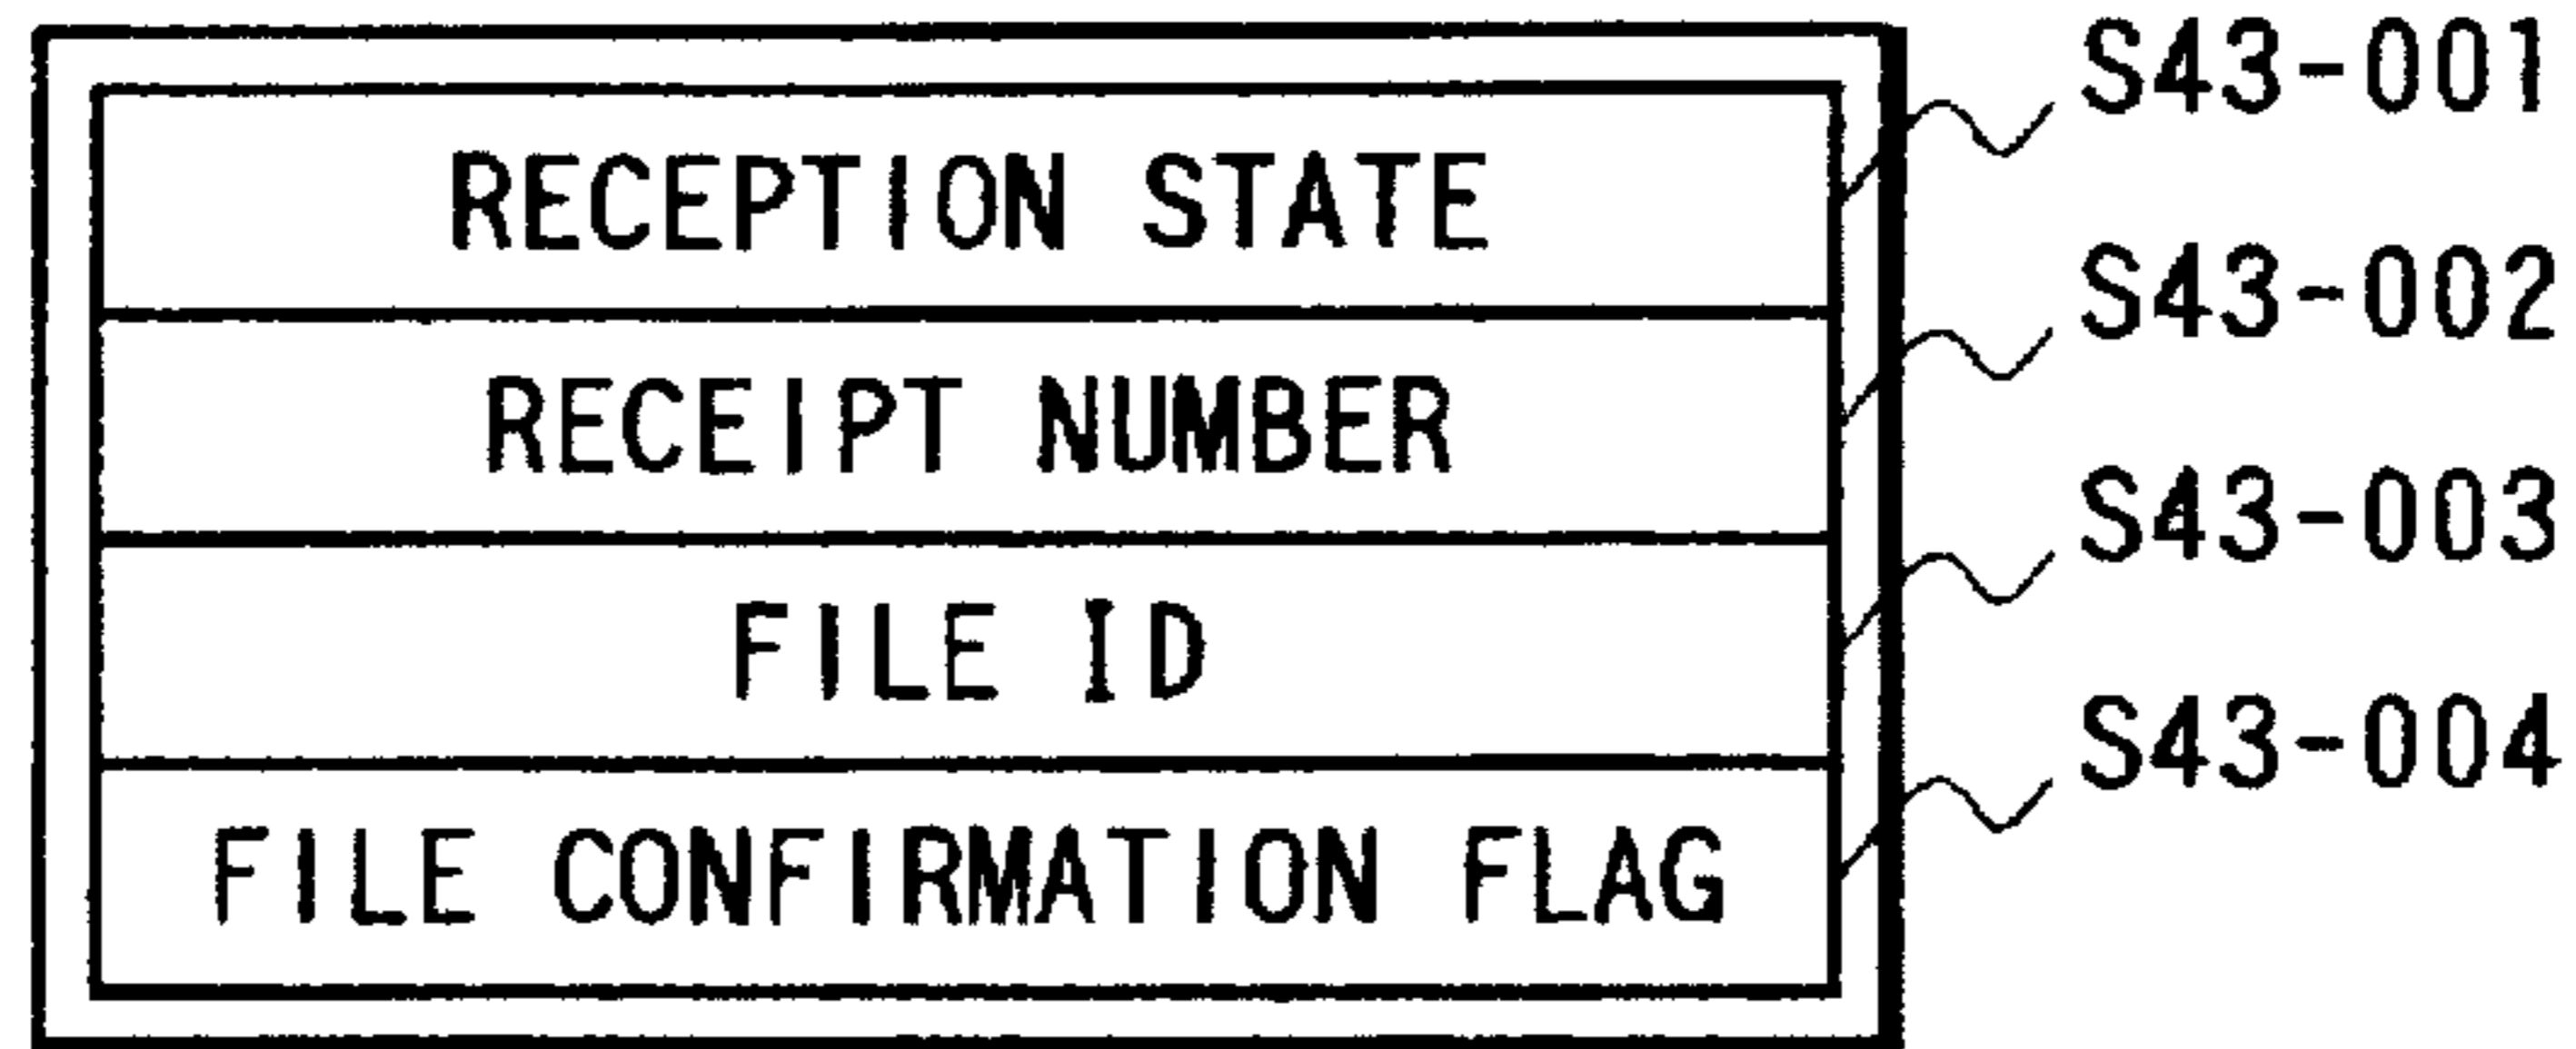 RECEPTION STATE S43-001
RECEIPT NUMBER S43-002
FILE ID S43-003
FILE CONFIRMATION FLAG S43-004